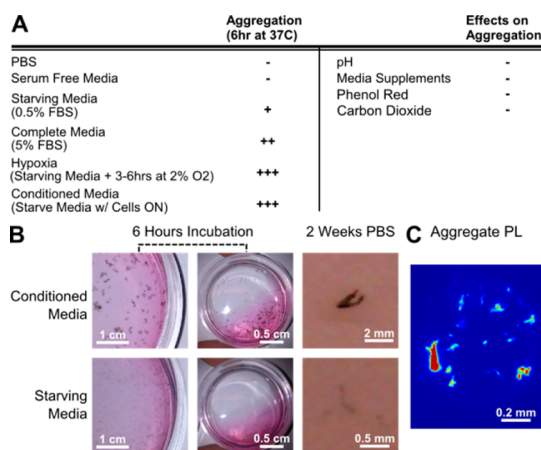 A
Aggregation
(6hr at 37C)
Effects on
Aggregation
PBS -
Serum Free Media -
Starving Media
(0.5% FBS) +
Complete Media
(5% FBS) ++
Hypoxia
(Starving Media + 3-6hrs at 2% O2) +++
Conditioned Media
(Starve Media w/ Cells ON) +++
pH -
Media Supplements -
Phenol Red -
Carbon Dioxide -
B
6 Hours Incubation
2 Weeks PBS
Conditioned
Media
1 cm
0.5 cm
2 mm
Starving
Media
1 cm
0.5 cm
0.5 mm
C
Aggregate PL
0.2 mm